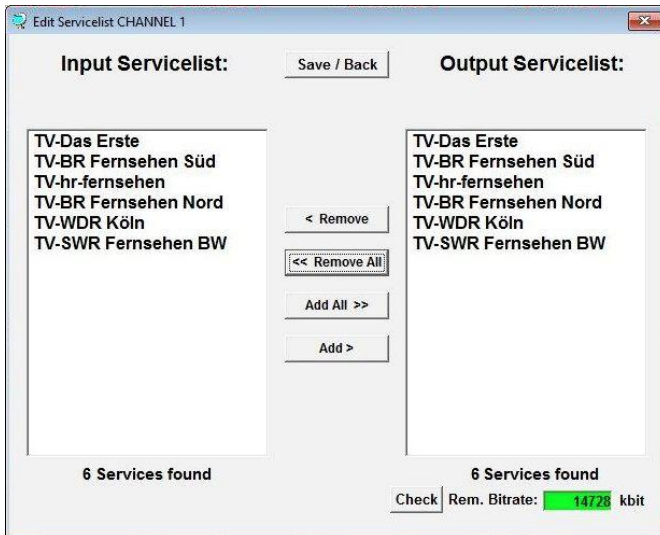 Edit Servicelist CHANNEL 1
Input Servicelist:
Save / Back
Output Servicelist:
TV-Das Erste
TV-BR Fernsehen Süd
TV-hr-fernsehen
TV-BR Fernsehen Nord
TV-WDR Köln
TV-SWR Fernsehen BW
6 Services found
< Remove
<< Remove All
Add All >>
Add >
TV-Das Erste
TV-BR Fernsehen Süd
TV-hr-fernsehen
TV-BR Fernsehen Nord
TV-WDR Köln
TV-SWR Fernsehen BW
6 Services found
Check Rem. Bitrate: 14728 kbit